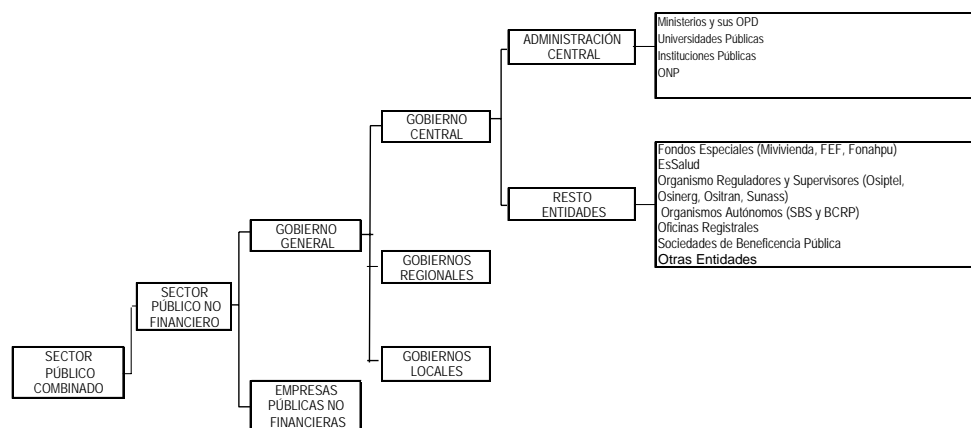 ADMINISTRACIÓN
CENTRAL
Ministerios y sus OPD
Universidades Públicas
Instituciones Públicas
ONP
GOBIERNO
CENTRAL
RESTO
ENTIDADES
Fondos Especiales (Mivivienda, FEF, Fonahpu)
EsSalud
Organismo Reguladores y Supervisores (Osiptel,
Osinerg, Ositran, Sunass)
Organismos Autónomos (SBS y BCRP)
Oficinas Registrales
Sociedades de Beneficencia Pública
Otras Entidades
GOBIERNO
GENERAL
GOBIERNOS
REGIONALES
SECTOR
PÚBLICO NO
FINANCIERO
GOBIERNOS
LOCALES
SECTOR
PÚBLICO
COMBINADO
EMPRESAS
PÚBLICAS NO
FINANCIERAS